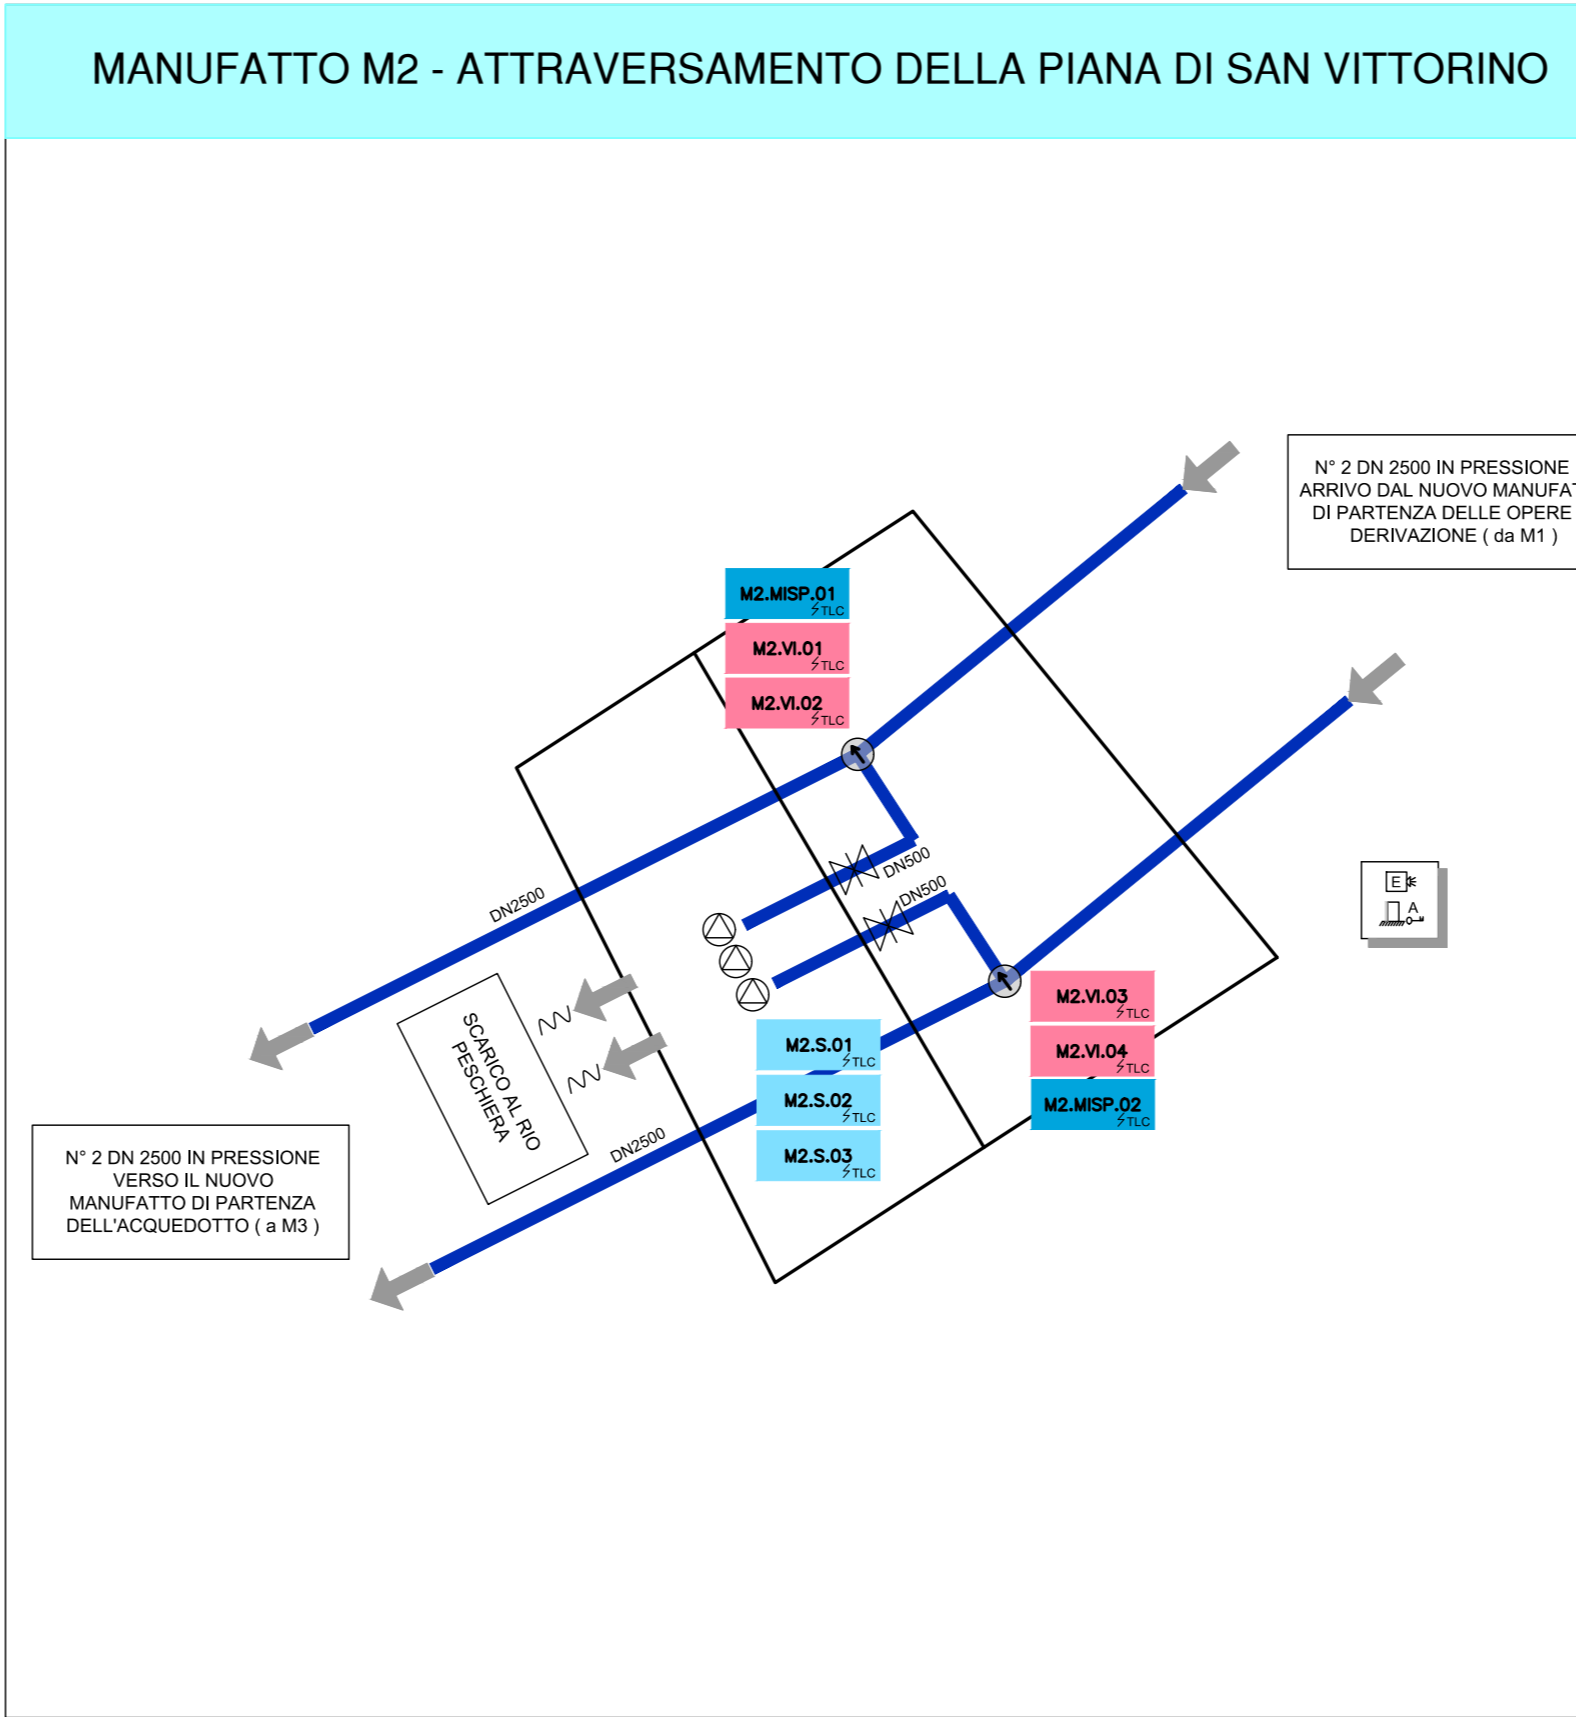 MANUFATTO M2 - ATTRAVERSAMENTO DELLA PIANA DI SAN VITTORINO
N° 2 DN 2500 IN PRESSIONE
ARRIVO DAL NUOVO MANUFAT
DI PARTENZA DELLE OPERE
DERIVAZIONE ( da M1 )
M2.MISP.01
TLC
M2.VI.01
TLC
M2.VI.02
TLC
DN500
DN500
DN2500
E
A
M2.VI.03
TLC
M2.VI.04
TLC
M2.MISP.02
TLC
M2.S.01
TLC
M2.S.02
TLC
M2.S.03
TLC
SCARICO AL RIO
PESCHIERA
DN2500
N° 2 DN 2500 IN PRESSIONE
VERSO IL NUOVO
MANUFATTO DI PARTENZA
DELL'ACQUEDOTTO ( a M3 )